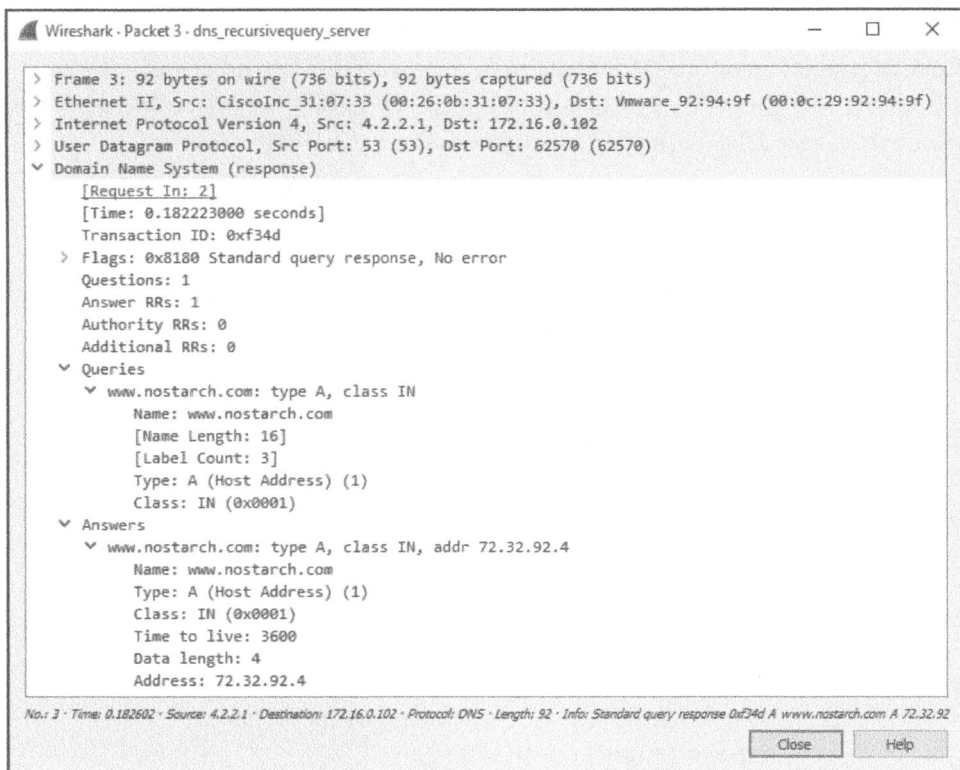 Wireshark · Packet 3 · dns_recursivequery_server
> Frame 3: 92 bytes on wire (736 bits), 92 bytes captured (736 bits)
> Ethernet II, Src: CiscoInc_31:07:33 (00:26:0b:31:07:33), Dst: Vmware_92:94:9f (00:0c:29:92:94:9f)
> Internet Protocol Version 4, Src: 4.2.2.1, Dst: 172.16.0.102
> User Datagram Protocol, Src Port: 53 (53), Dst Port: 62570 (62570)
Domain Name System (response)
[Request In: 2]
[Time: 0.182223000 seconds]
Transaction ID: 0xf34d
> Flags: 0x8180 Standard query response, No error
Questions: 1
Answer RRs: 1
Authority RRs: 0
Additional RRs: 0
Queries
www.nostarch.com: type A, class IN
Name: www.nostarch.com
[Name Length: 16]
[Label Count: 3]
Type: A (Host Address) (1)
Class: IN (0x0001)
Answers
www.nostarch.com: type A, class IN, addr 72.32.92.4
Name: www.nostarch.com
Type: A (Host Address) (1)
Class: IN (0x0001)
Time to live: 3600
Data length: 4
Address: 72.32.92.4
No.: 3 · Time: 0.182602 · Source: 4.2.2.1 · Destination: 172.16.0.102 · Protocol: DNS · Length: 92 · Info: Standard query response 0xf34d A www.nostarch.com A 72.32.92
Close
Help